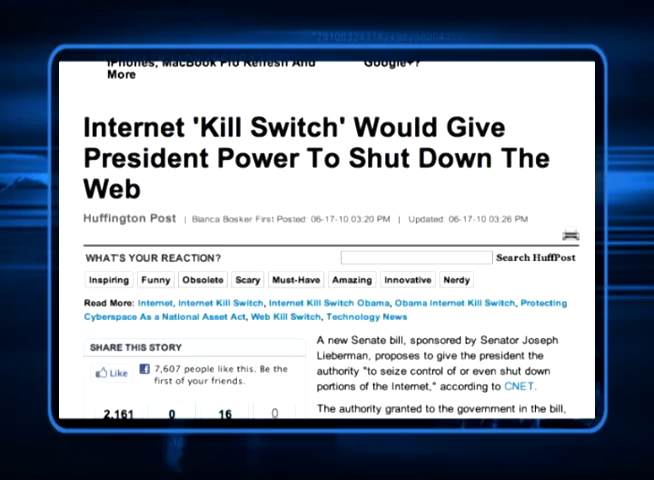 iPhones, MacBook Pro Refresh And
Google+?
More
Internet 'Kill Switch' Would Give
President Power To Shut Down The
Web
Huffington Post | Bianca Bosker First Posted: 06-17-10 03:20 PM | Updated: 06-17-10 03:26 PM
WHAT'S YOUR REACTION?
Search HuffPost
Inspiring Funny Obsolete Scary Must-Have Amazing Innovative Nerdy
Read More: Internet, Internet Kill Switch, Internet Kill Switch Obama, Obama Internet Kill Switch, Protecting
Cyberspace As a National Asset Act, Web Kill Switch, Technology News
SHARE THIS STORY
Like
7,607 people like this. Be the
first of your friends.
2,161 0 16 0
A new Senate bill, sponsored by Senator Joseph
Lieberman, proposes to give the president the
authority "to seize control of or even shut down
portions of the Internet," according to CNET.
The authority granted to the government in the bill,